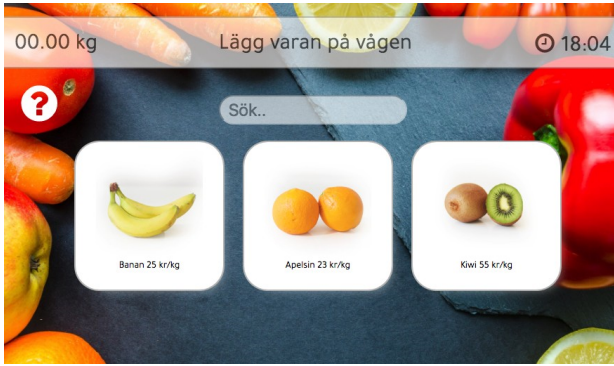 00.00 kg
Lägg varan på vågen
18:04
?
Sök..
Banan 25 kr/kg
Apelsin 23 kr/kg
Kiwi 55 kr/kg